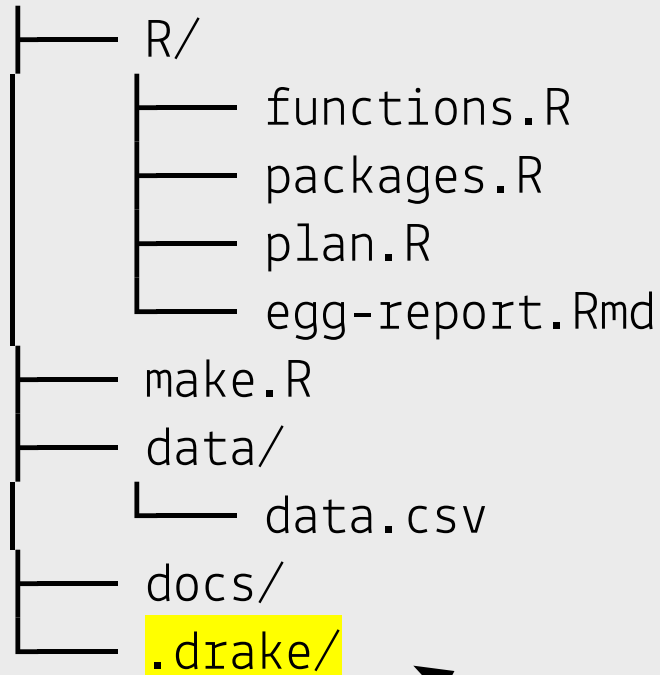 R/
functions.R
packages.R
plan.R
egg-report.Rmd
make.R
data/
data.csv
docs/
.drake/